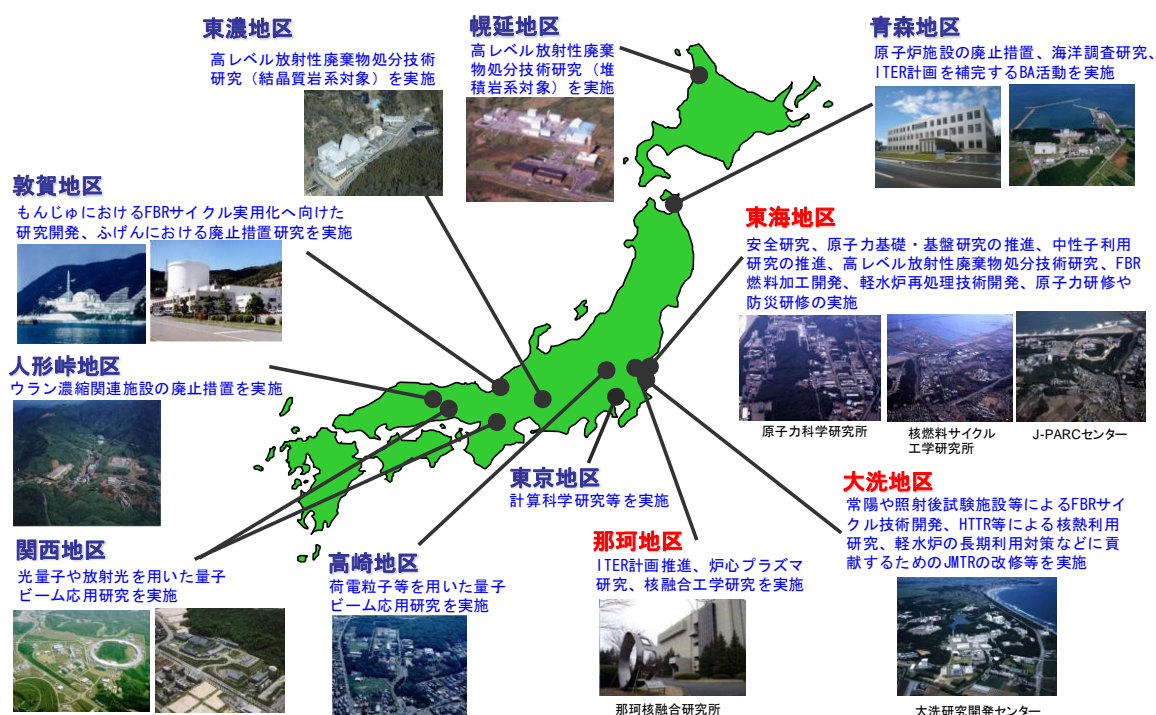 東濃地区
高レベル放射性廃棄物処分技術
研究（結晶質岩系対象）を実施
幌延地区
高レベル放射性廃棄
物処分技術研究（堆
積岩系対象）を実施
青森地区
原子炉施設の廃止措置、海洋調査研究、
ITER計画を補完するBA活動を実施
敦賀地区
もんじゅにおけるFBRサイクル実用化へ向けた
研究開発、ふげんにおける廃止措置研究を実施
東海地区
安全研究、原子力基礎・基盤研究の推進、中性子利用
研究の推進、高レベル放射性廃棄物処分技術研究、FBR
燃料加工開発、軽水炉再処理技術開発、原子力研修や
防災研修の実施
原子力科学研究所
核燃料サイクル
工学研究所
J-PARCセンター
人形峠地区
ウラン濃縮関連施設の廃止措置を実施
東京地区
計算科学研究等を実施
大洗地区
常陽や照射後試験施設等によるFBRサイ
クル技術開発、HTTR等による核熱利用
研究、軽水炉の長期利用対策などに貢
献するためのJMTRの改修等を実施
大洗研究開発センター
関西地区
光量子や放射光を用いた量子
ビーム応用研究を実施
高崎地区
荷電粒子等を用いた量子
ビーム応用研究を実施
那珂地区
ITER計画推進、炉心プラズマ
研究、核融合工学研究を実施
那珂核融合研究所